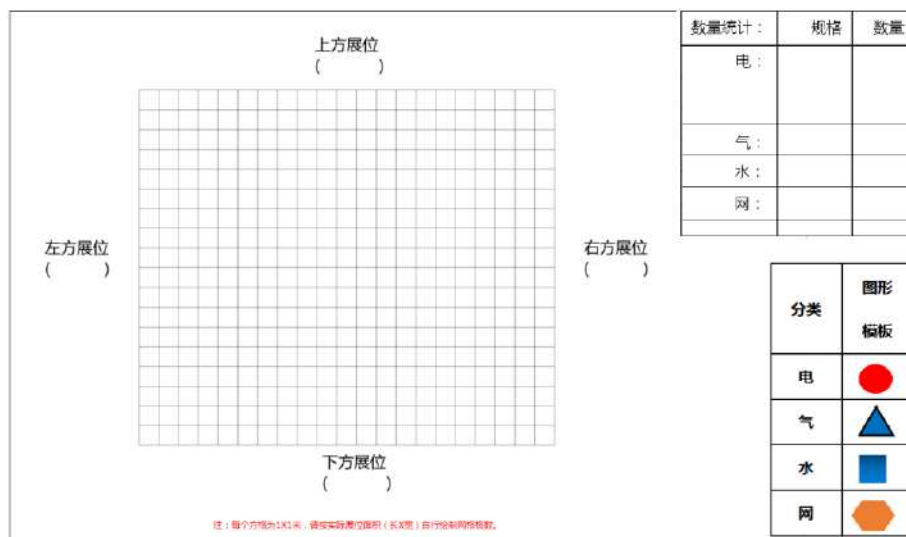 上方展位
(          )
左方展位
(          )
右方展位
(          )
下方展位
(          )
注：每个方格为1X1米，请按实际展位面积（长X宽）自行绘制网格格数。
数量统计： 规格 数量
电：
气：
水：
网：
分类 图形模板
电
气
水
网